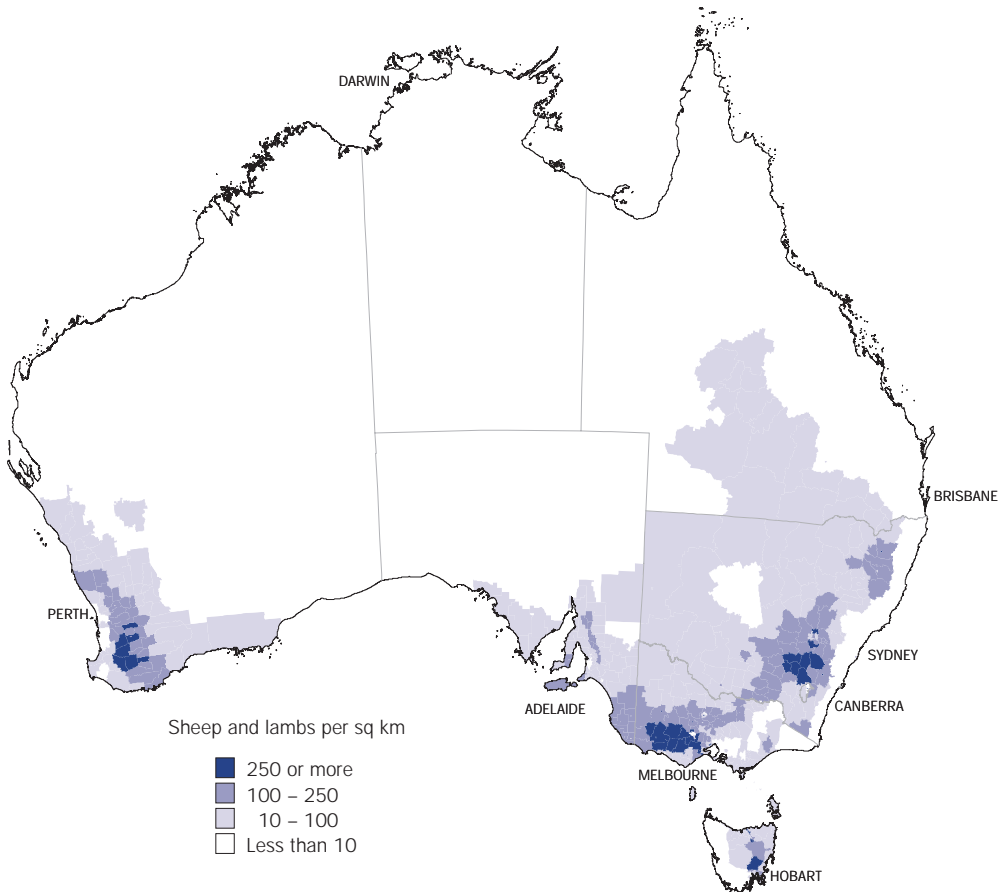 DARWIN
BRISBANE
PERTH
SYDNEY
ADELAIDE
CANBERRA
Sheep and lambs per sq km
250 or more
MELBOURNE
100 – 250
10 – 100
Less than 10
HOBART